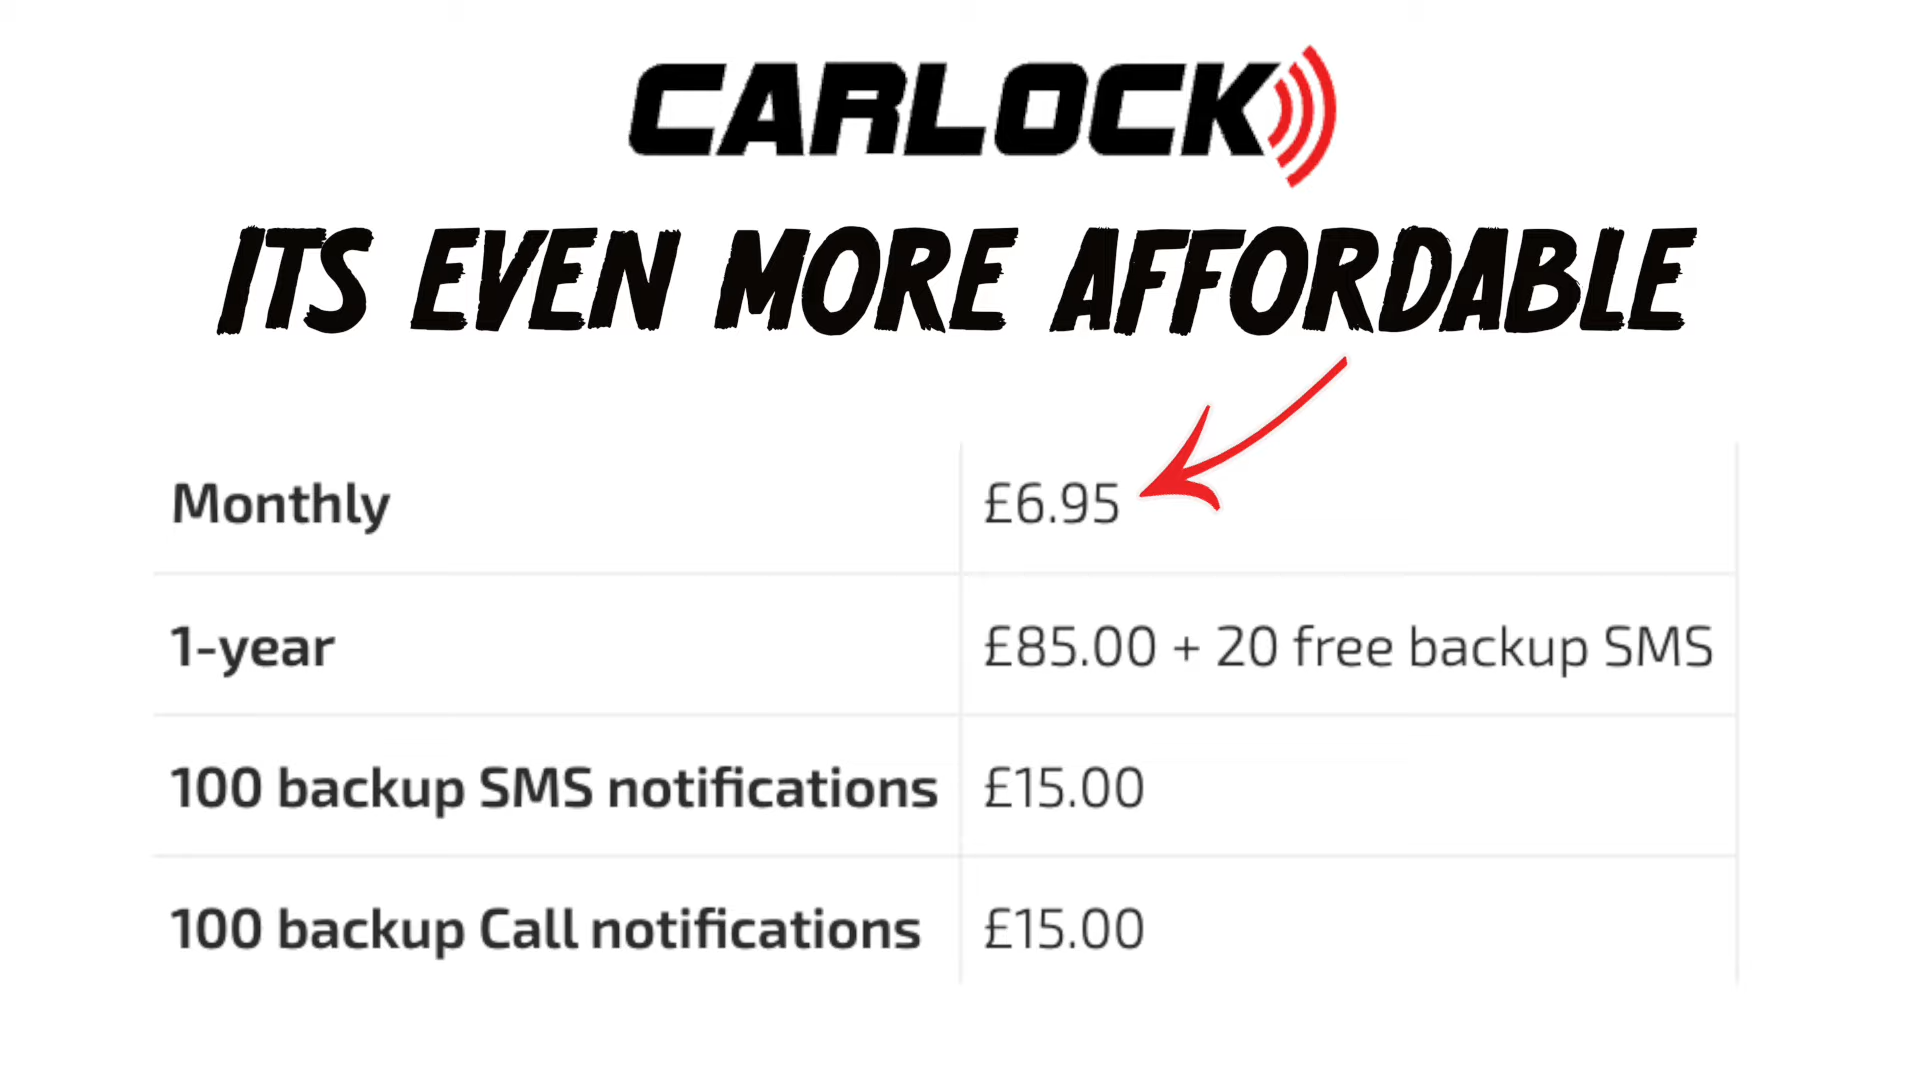 CARLOCK
ITS EVEN MORE AFFORDABLE
Monthly £6.95
1-year £85.00 + 20 free backup SMS
100 backup SMS notifications £15.00
100 backup Call notifications £15.00